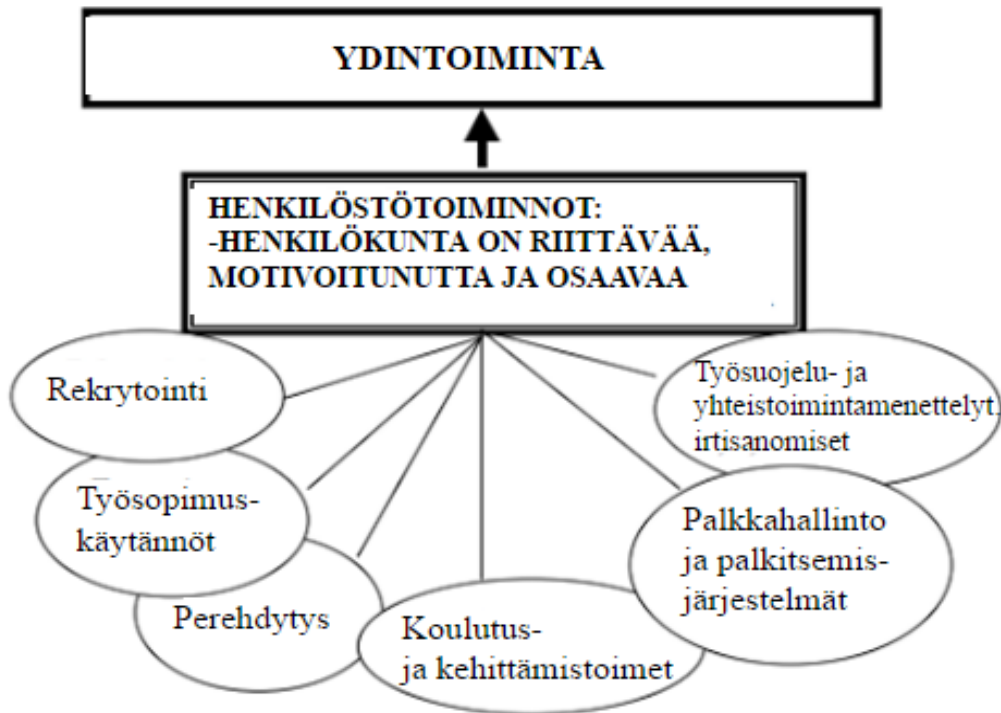 YDINTOIMINTA
HENKILÖSTÖTOIMINNOT:
-HENKILÖKUNTA ON RIITTÄVÄÄ,
MOTIVOITUNUTTA JA OSAAVAA
Rekrytointi
Työsopimus-
käytännöt
Perehdytys
Koulutus-
ja kehittämistoimet
Palkkahallinto
ja palkitsemis-
järjestelmät
Työsuojelu- ja
yhteistoimintamenettelyt,
irtisanomiset